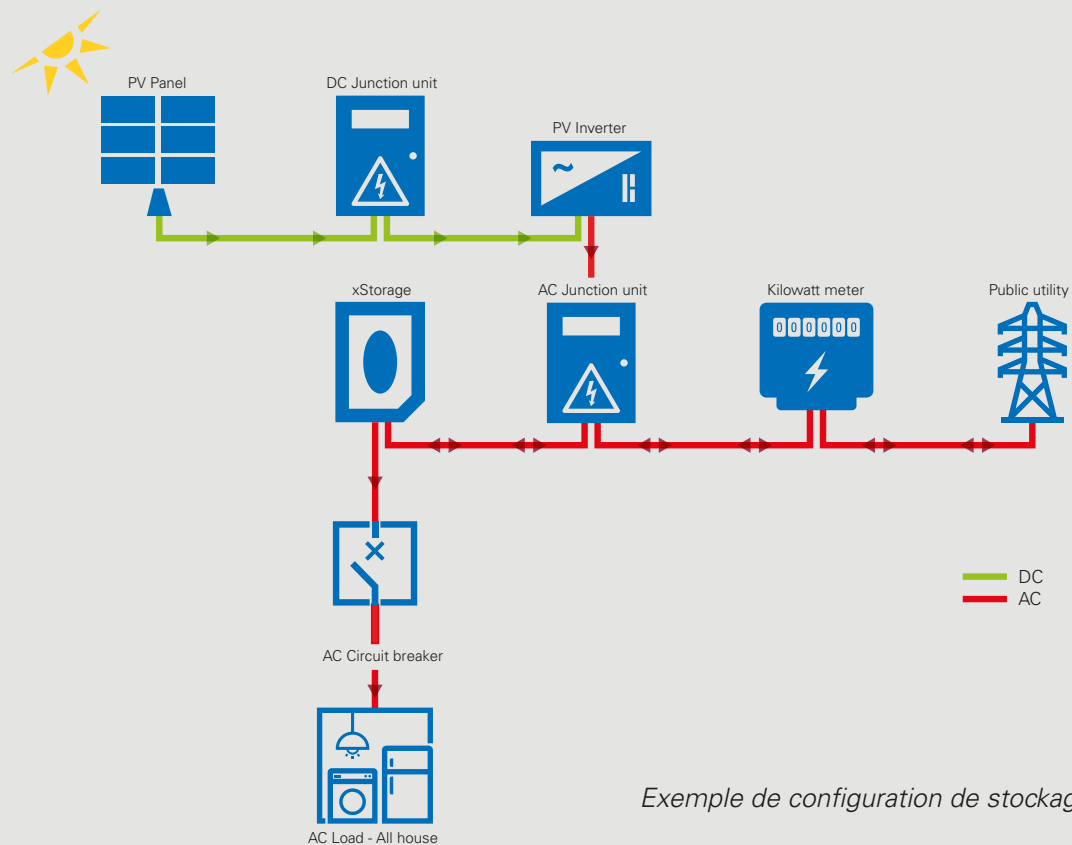 PV Panel
DC Junction unit
PV Inverter
xStorage
AC Junction unit
Kilowatt meter
Public utility
000000
DC
AC
AC Circuit breaker
Exemple de configuration de stockag
AC Load - All house